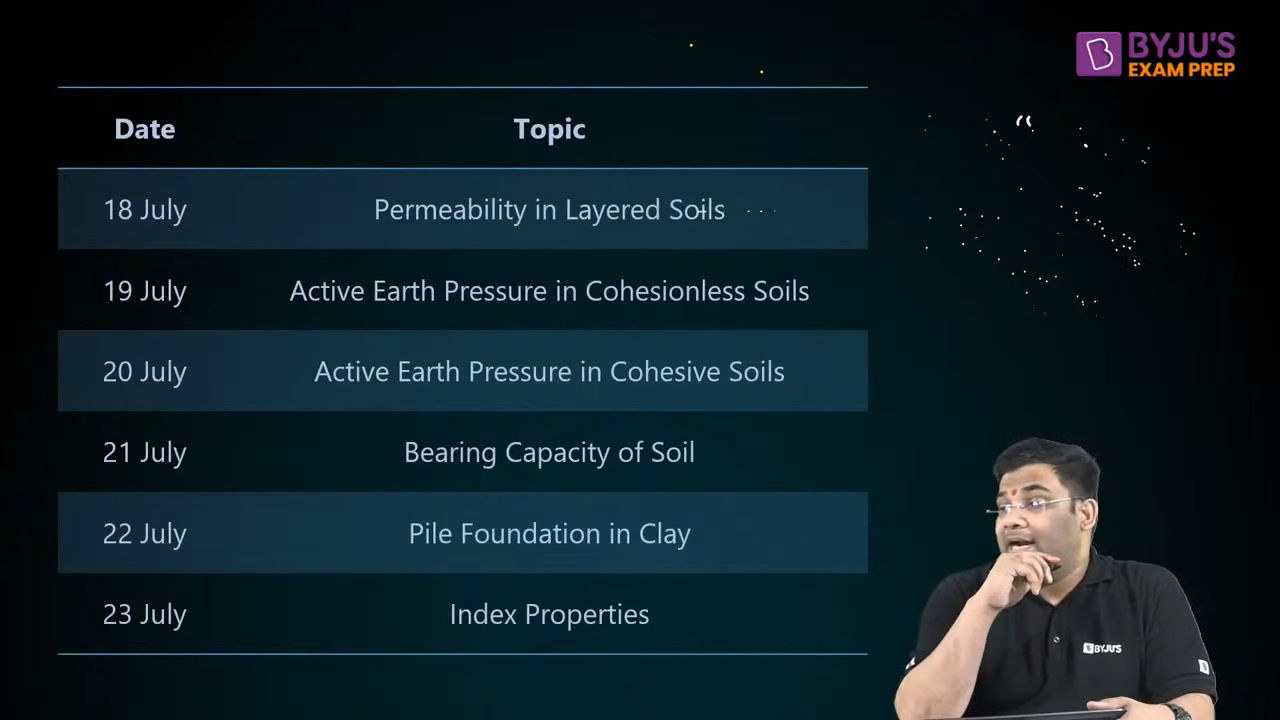 BYJU'S
EXAM PREP
Date Topic
18 July Permeability in Layered Soils
19 July Active Earth Pressure in Cohesionless Soils
20 July Active Earth Pressure in Cohesive Soils
21 July Bearing Capacity of Soil
22 July Pile Foundation in Clay
23 July Index Properties
BYJU'S